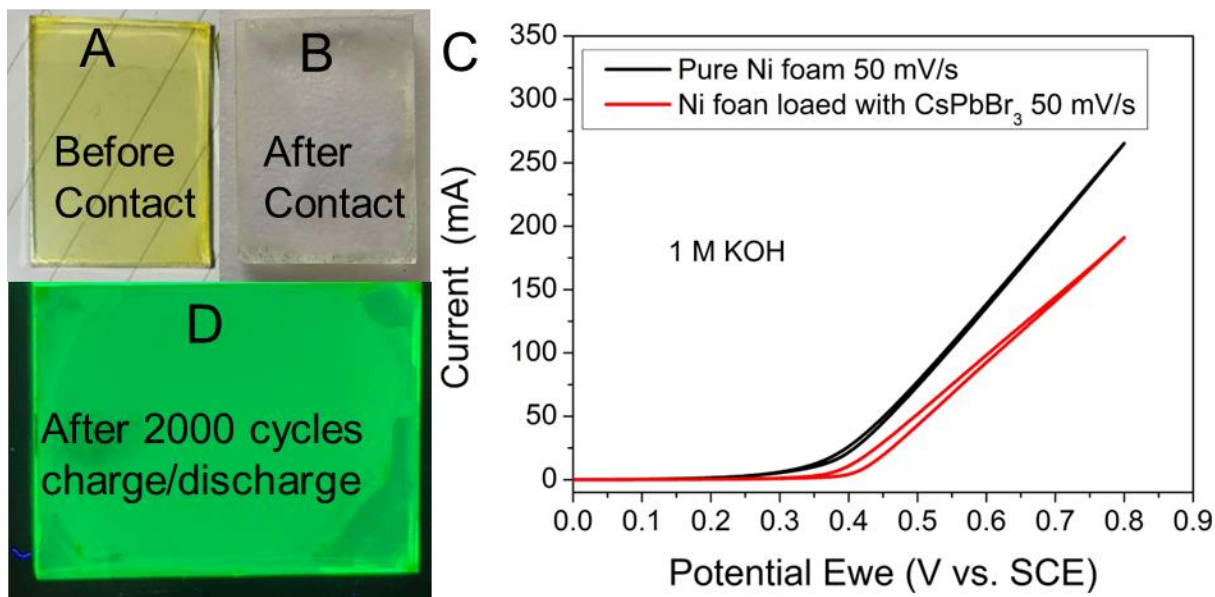 A
Before
Contact
B
After
Contact
C
Current (mA)
350
300
250
200
150
100
50
0
Pure Ni foam 50 mV/s
Ni foan loaed with CsPbBr₃ 50 mV/s
1 M KOH
0.0 0.1 0.2 0.3 0.4 0.5 0.6 0.7 0.8 0.9
Potential Ewe (V vs. SCE)
D
After 2000 cycles
charge/discharge